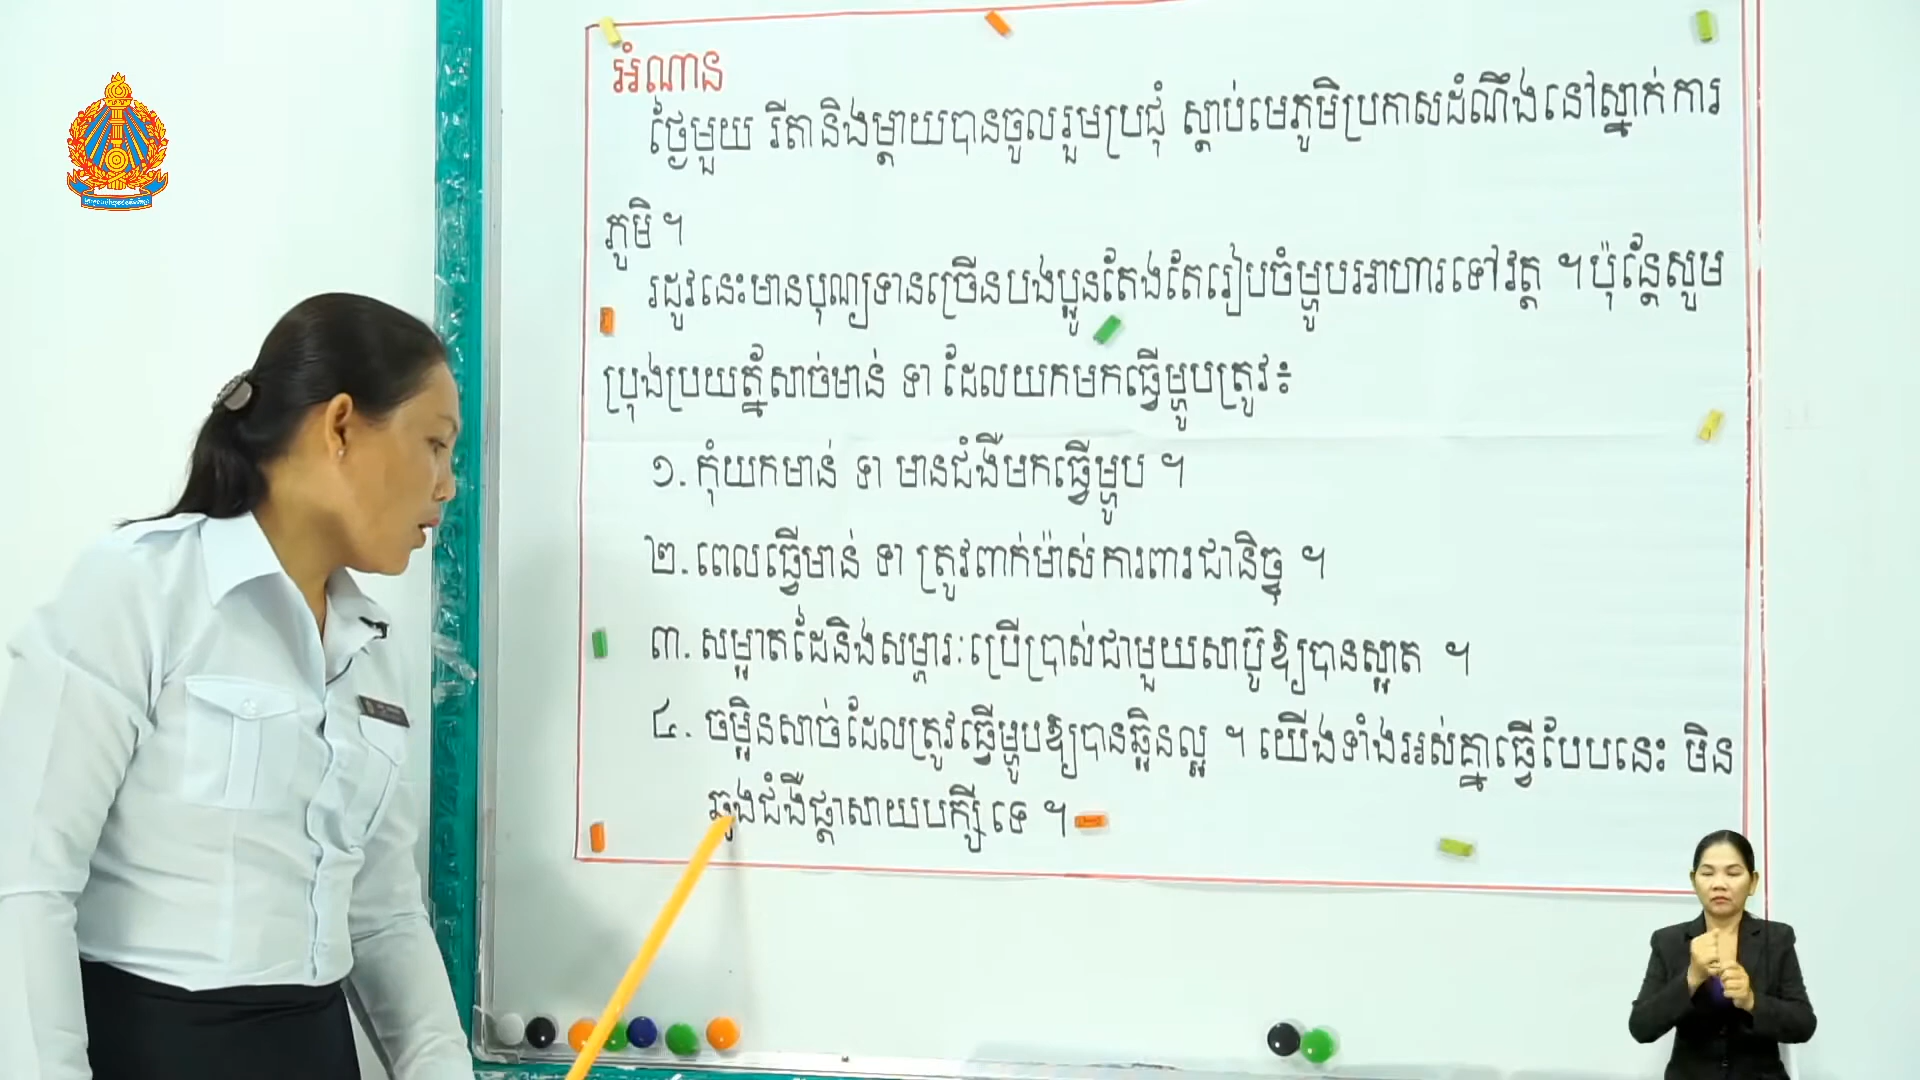 អំណាន
ថ្ងៃមួយ រីតានិងម្ដាយបានចូលរួមប្រជុំ ស្ដាប់មេភូមិប្រកាសដំណឹងនៅស្នាក់ការ
ភូមិ ។
រដូវនេះមានបុណ្យទានច្រើនបងប្អូនតែងតែរៀបចំម្ហូបអាហារទៅវត្ត ។ ប៉ុន្តែសូម
ប្រុងប្រយត្ន័សាច់មាន់ ទា ដែលយកមកធ្វើម្ហូបត្រូវ៖
១. កុំយកមាន់ ទា មានជំងឺមកធ្វើម្ហូប ។
២. ពេលធ្វើមាន់ ទា ត្រូវពាក់ម៉ាស់ការពារជានិច្ច ។
៣. សម្អាតដៃនិងសម្ភារៈប្រើប្រាស់ជាមួយសាប៊ូឱ្យបានស្អាត ។
៤. ចម្អិនសាច់ដែលត្រូវធ្វើម្ហូបឱ្យបានឆ្អិនល្អ ។ យើងទាំងអស់គ្នាធ្វើបែបនេះ មិន
ឆ្លងជំងឺផ្ដាសាយបក្សីទេ ។